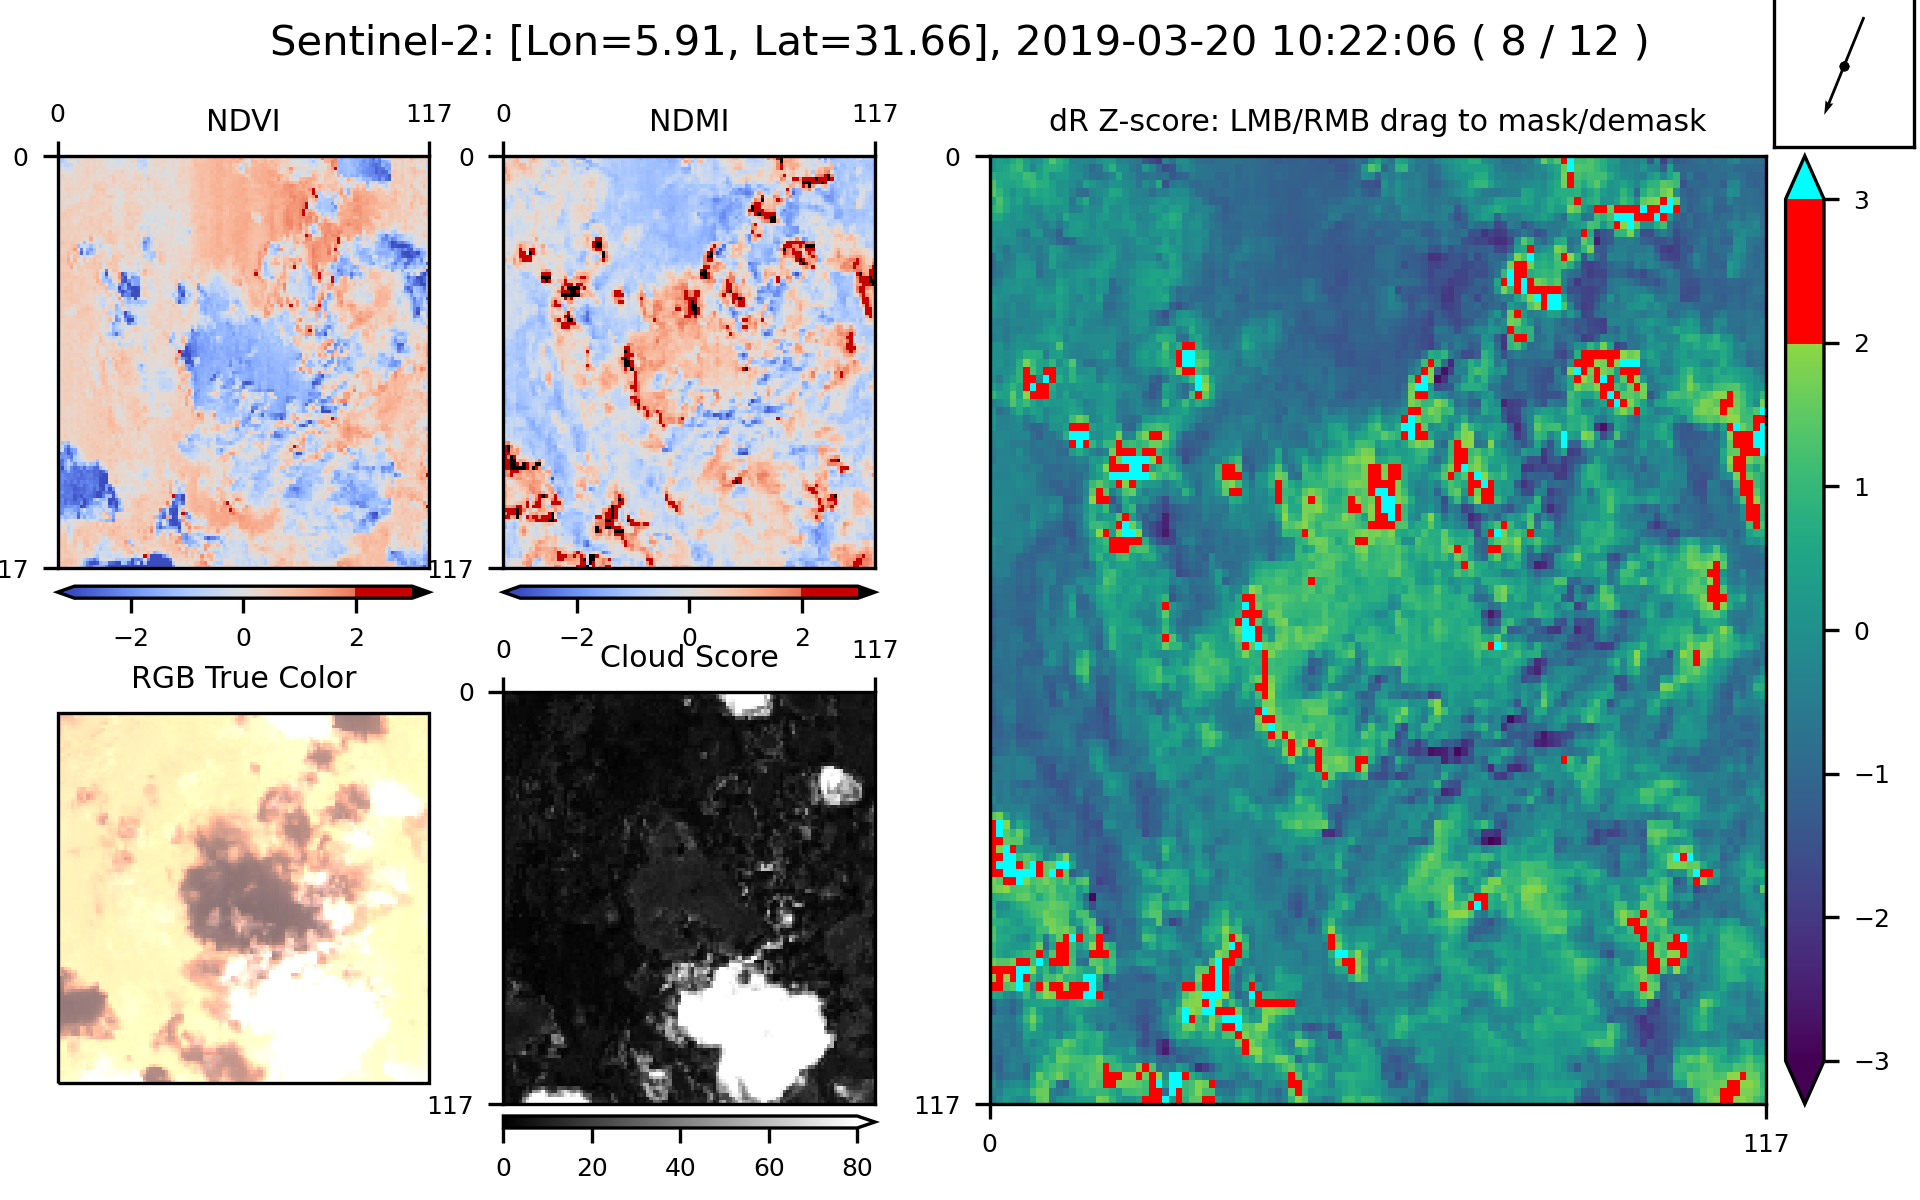 Sentinel-2: [Lon=5.91, Lat=31.66], 2019-03-20 10:22:06 ( 8 / 12 )
0 NDVI 117
0 NDMI 117
dR Z-score: LMB/RMB drag to mask/demask
0
0
0
3
2
1
0
−1
−2
−3
17
117
−2 0 2
−2 0 2
RGB True Color
0 Cloud Score 117
0
117
117
0 20 40 60 80
0 117